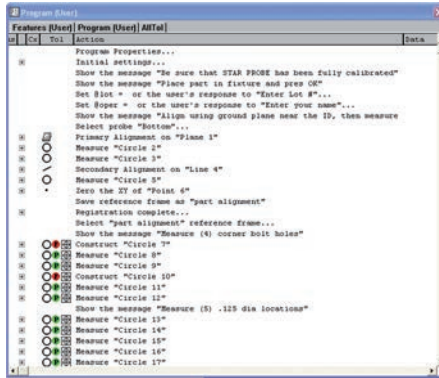 Program (User)
Features (User) Program (User) AllTol
Cs Tol Action Data
Program Properties...
Initial settings...
Show the message "Be sure that STAR PROBE has been fully calibrated"
Show the message "Place part in fixture and pres OK"
Set @lot = or the user's response to "Enter Lot #"...
Set @oper = or the user's response to "Enter your name"...
Show the message "Align using ground plane near the ID, then measure
Select probe "Bottom"...
Primary Alignment on "Plane 1"
Measure "Circle 2"
Measure "Circle 3"
Secondary Alignment on "Line 4"
Measure "Circle 5"
Zero the XY of "Point 6"
Save reference frame as "part alignment"
Registration complete...
Select "part alignment" reference frame...
Show the message "Measure (4) corner bolt holes"
Construct "Circle 7"
Measure "Circle 8"
Measure "Circle 9"
Construct "Circle 10"
Measure "Circle 11"
Measure "Circle 12"
Show the message "Measure (5) .125 dia locations"
Measure "Circle 13"
Measure "Circle 14"
Measure "Circle 15"
Measure "Circle 16"
Measure "Circle 17"